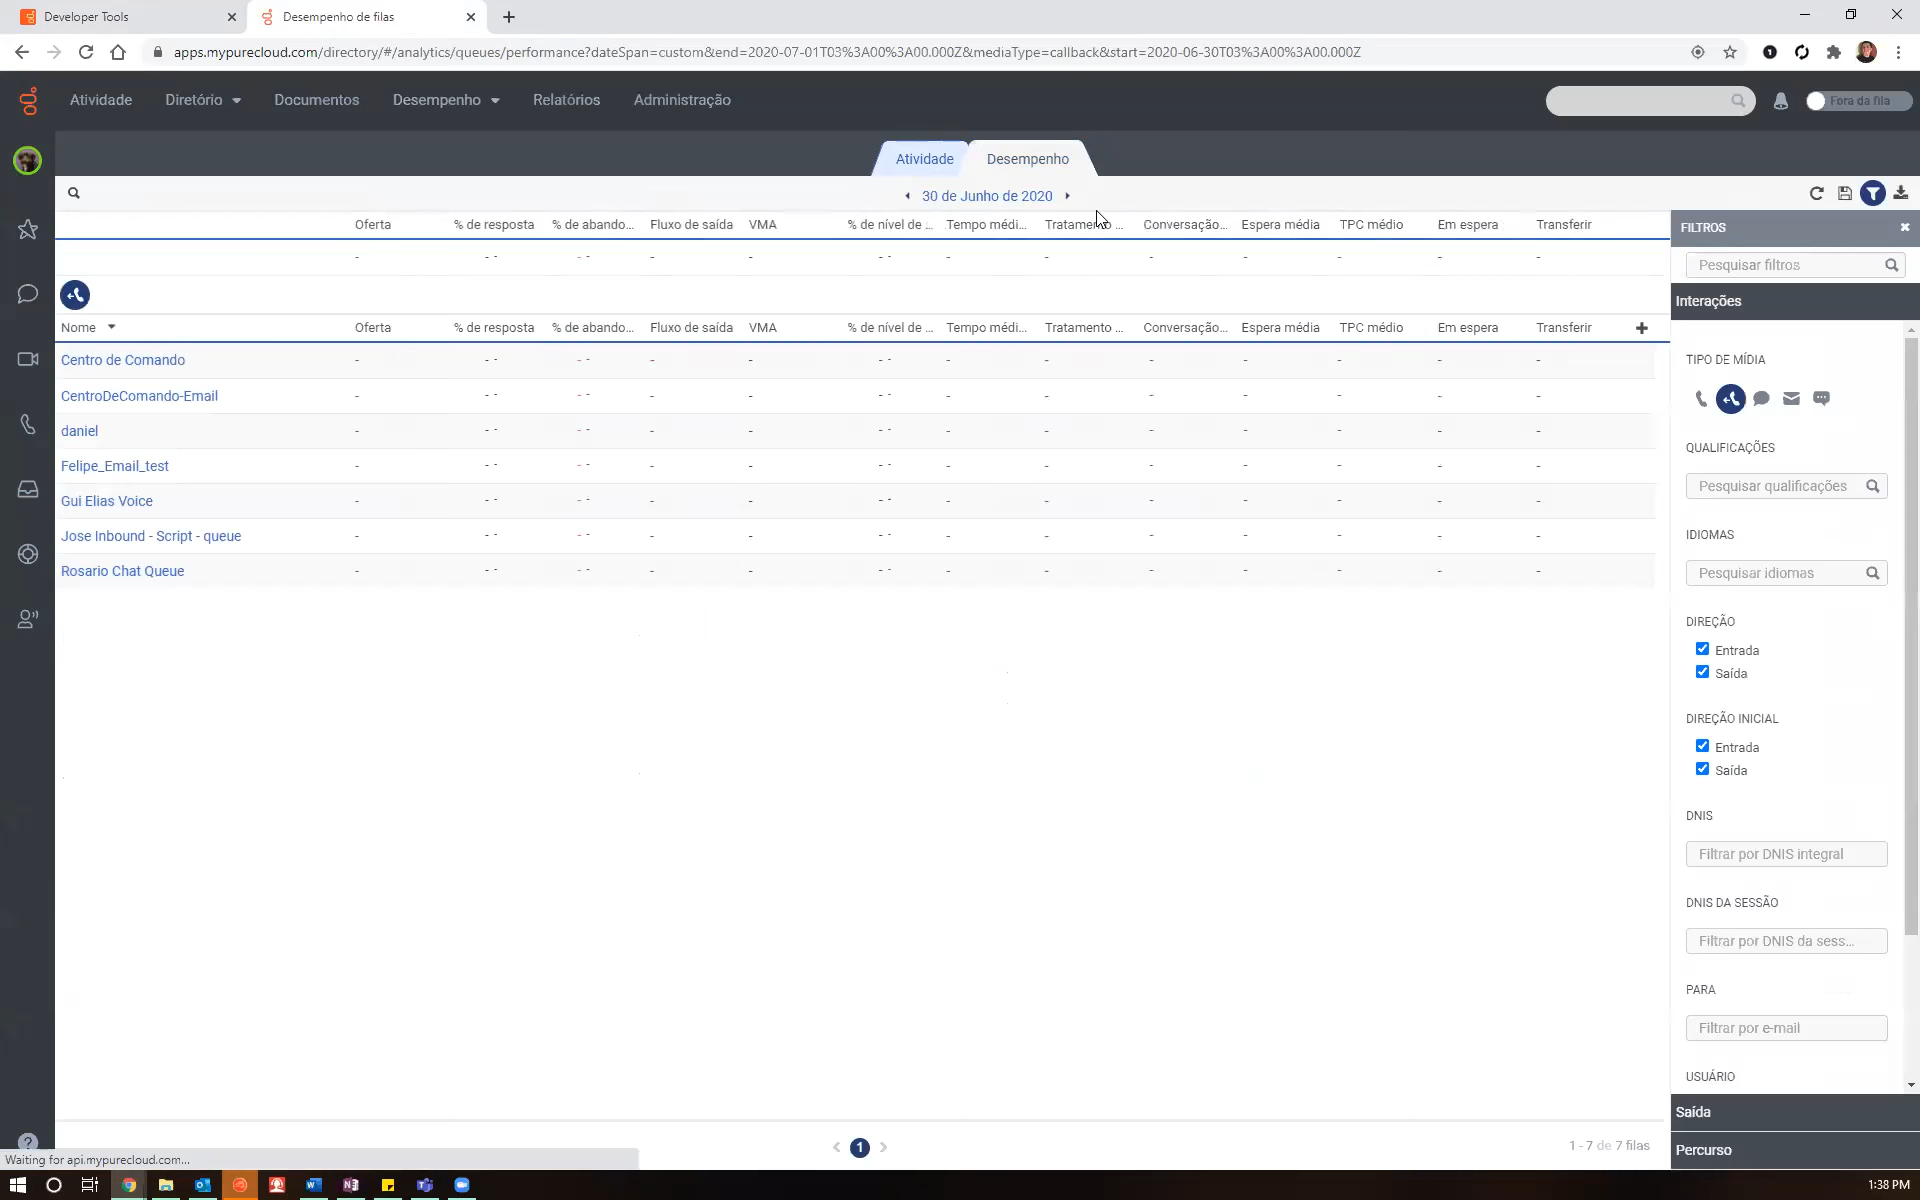 Developer Tools
Desempenho de filas
apps.mypurecloud.com/directory/#/analytics/queues/performance?dateSpan=custom&end=2020-07-01T03%3A00%3A00.000Z&mediaType=callback&start=2020-06-30T03%3A00%3A00.000Z
Atividade Diretório Documentos Desempenho Relatórios Administração
Fora da fila
Atividade Desempenho
30 de Junho de 2020
Oferta % de resposta % de abando... Fluxo de saída VMA % de nível de ... Tempo médi... Tratamento ... Conversação... Espera média TPC médio Em espera Transferir
- - - - - - - - - - - - - - - -
Nome Oferta % de resposta % de abando... Fluxo de saída VMA % de nível de ... Tempo médi... Tratamento ... Conversação... Espera média TPC médio Em espera Transferir
Centro de Comando - - - - - - - - - - - - - - - -
CentroDeComando-Email - - - - - - - - - - - - - - - -
daniel - - - - - - - - - - - - - - - -
Felipe_Email_test - - - - - - - - - - - - - - - -
Gui Elias Voice - - - - - - - - - - - - - - - -
Jose Inbound - Script - queue - - - - - - - - - - - - - - - -
Rosario Chat Queue - - - - - - - - - - - - - - - -
FILTROS
Pesquisar filtros
Interações
TIPO DE MÍDIA
QUALIFICAÇÕES
Pesquisar qualificações
IDIOMAS
Pesquisar idiomas
DIREÇÃO
Entrada
Saída
DIREÇÃO INICIAL
Entrada
Saída
DNIS
Filtrar por DNIS integral
DNIS DA SESSÃO
Filtrar por DNIS da sess...
PARA
Filtrar por e-mail
USUÁRIO
Saída
Percurso
1
1 - 7 de 7 filas
Waiting for api.mypurecloud.com...
1:38 PM